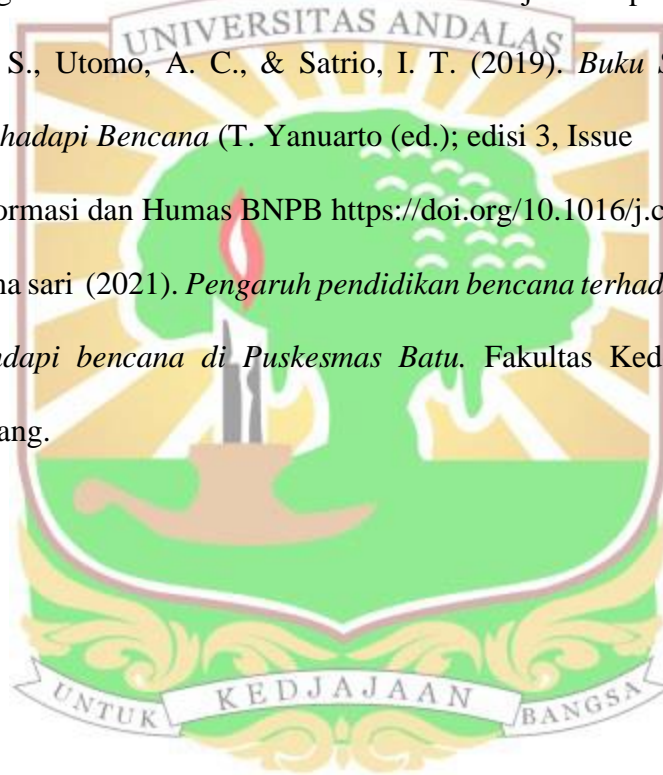 UNIVERSITAS ANDALAS
S., Utomo, A. C., & Satrio, I. T. (2019). Buku
hadapi Bencana (T. Yanuarto (ed.); edisi 3, Issue
ormasi dan Humas BNPB https://doi.org/10.1016/j.c
na sari (2021). Pengaruh pendidikan bencana terhad
ndapi bencana di Puskesmas Batu. Fakultas Ked
ang.
UNTUK KEDJAJAAN BANGSA